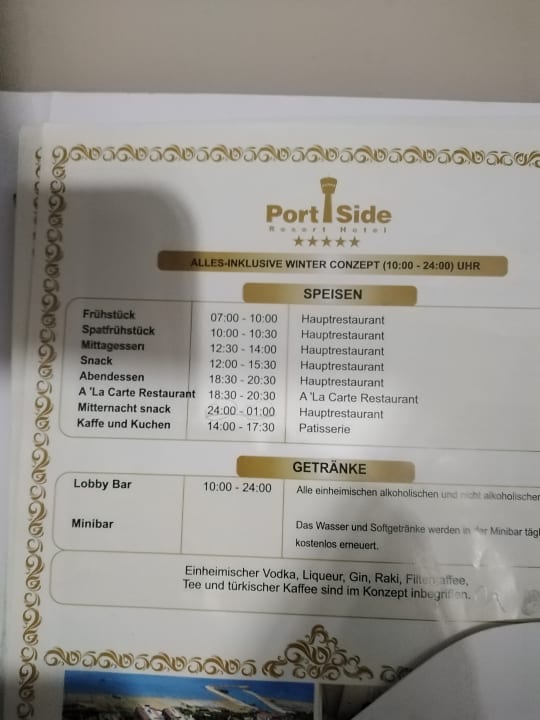 Port Side
Resort Hotel
ALLES-INKLUSIVE WINTER CONZEPT (10:00 - 24:00) UHR
SPEISEN
Frühstück 07:00 - 10:00 Hauptrestaurant
Spatfrühstück 10:00 - 10:30 Hauptrestaurant
Mittagessen 12:30 - 14:00 Hauptrestaurant
Snack 12:00 - 15:30 Hauptrestaurant
Abendessen 18:30 - 20:30 Hauptrestaurant
A 'La Carte Restaurant 18:30 - 20:30 A 'La Carte Restaurant
Mitternacht snack 24:00 - 01:00 Hauptrestaurant
Kaffe und Kuchen 14:00 - 17:30 Patisserie
GETRÄNKE
Lobby Bar 10:00 - 24:00 Alle einheimischen alkoholischen und nicht alkoholischen
Minibar Das Wasser und Softgetränke werden in der Minibar tägl
kostenlos erneuert.
Einheimischer Vodka, Liqueur, Gin, Raki, Filterkaffee,
Tee und türkischer Kaffee sind im Konzept inbegriffen.